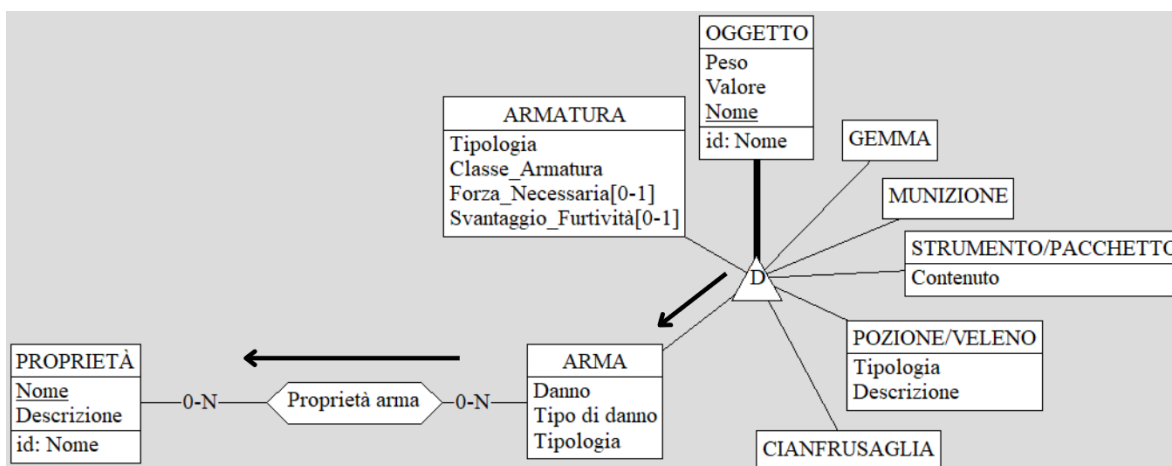 OGGETTO
Peso
Valore
Nome
id: Nome
ARMATURA
Tipologia
Classe_Armatura
Forza_Necessaria[0-1]
Svantaggio_Furtività[0-1]
GEMMA
MUNIZIONE
STRUMENTO/PACCHETTO
Contenuto
D
POZIONE/VELENO
Tipologia
Descrizione
CIANFRUSAGLIA
ARMA
Danno
Tipo di danno
Tipologia
0-N
Proprietà arma
0-N
PROPRIETÀ
Nome
Descrizione
id: Nome